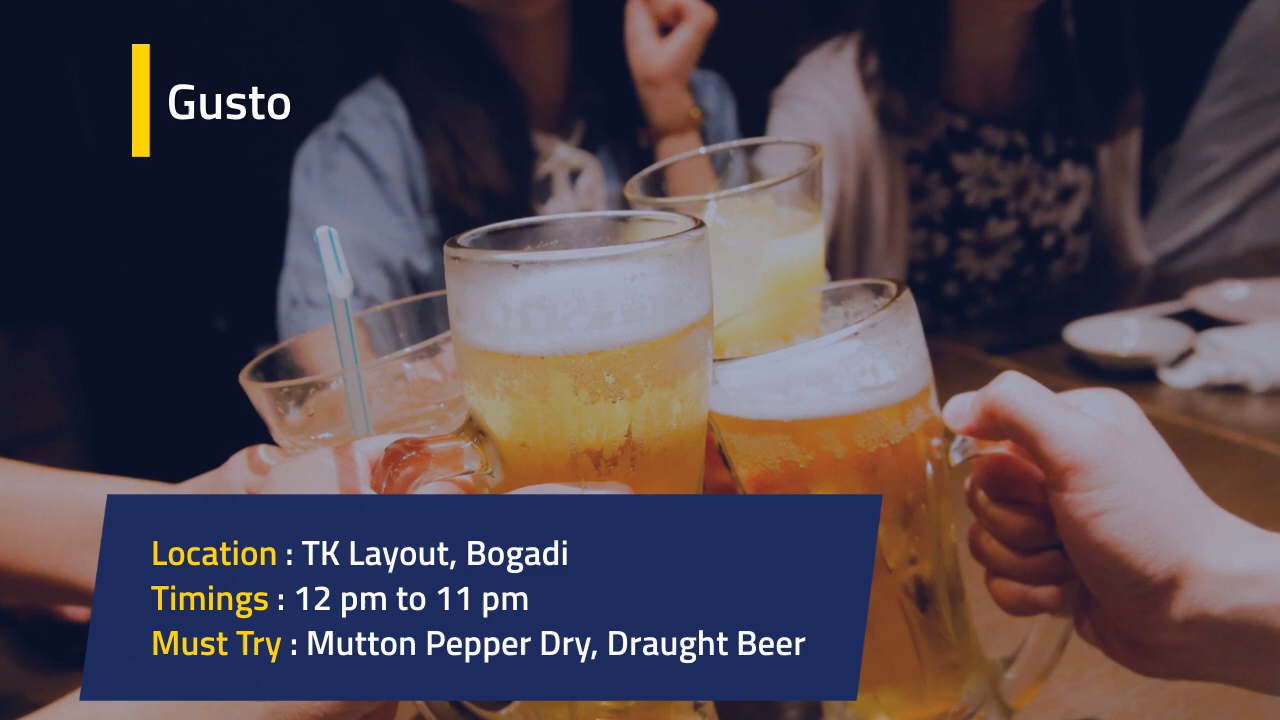 Gusto
Location : TK Layout, Bogadi
Timings : 12 pm to 11 pm
Must Try : Mutton Pepper Dry, Draught Beer